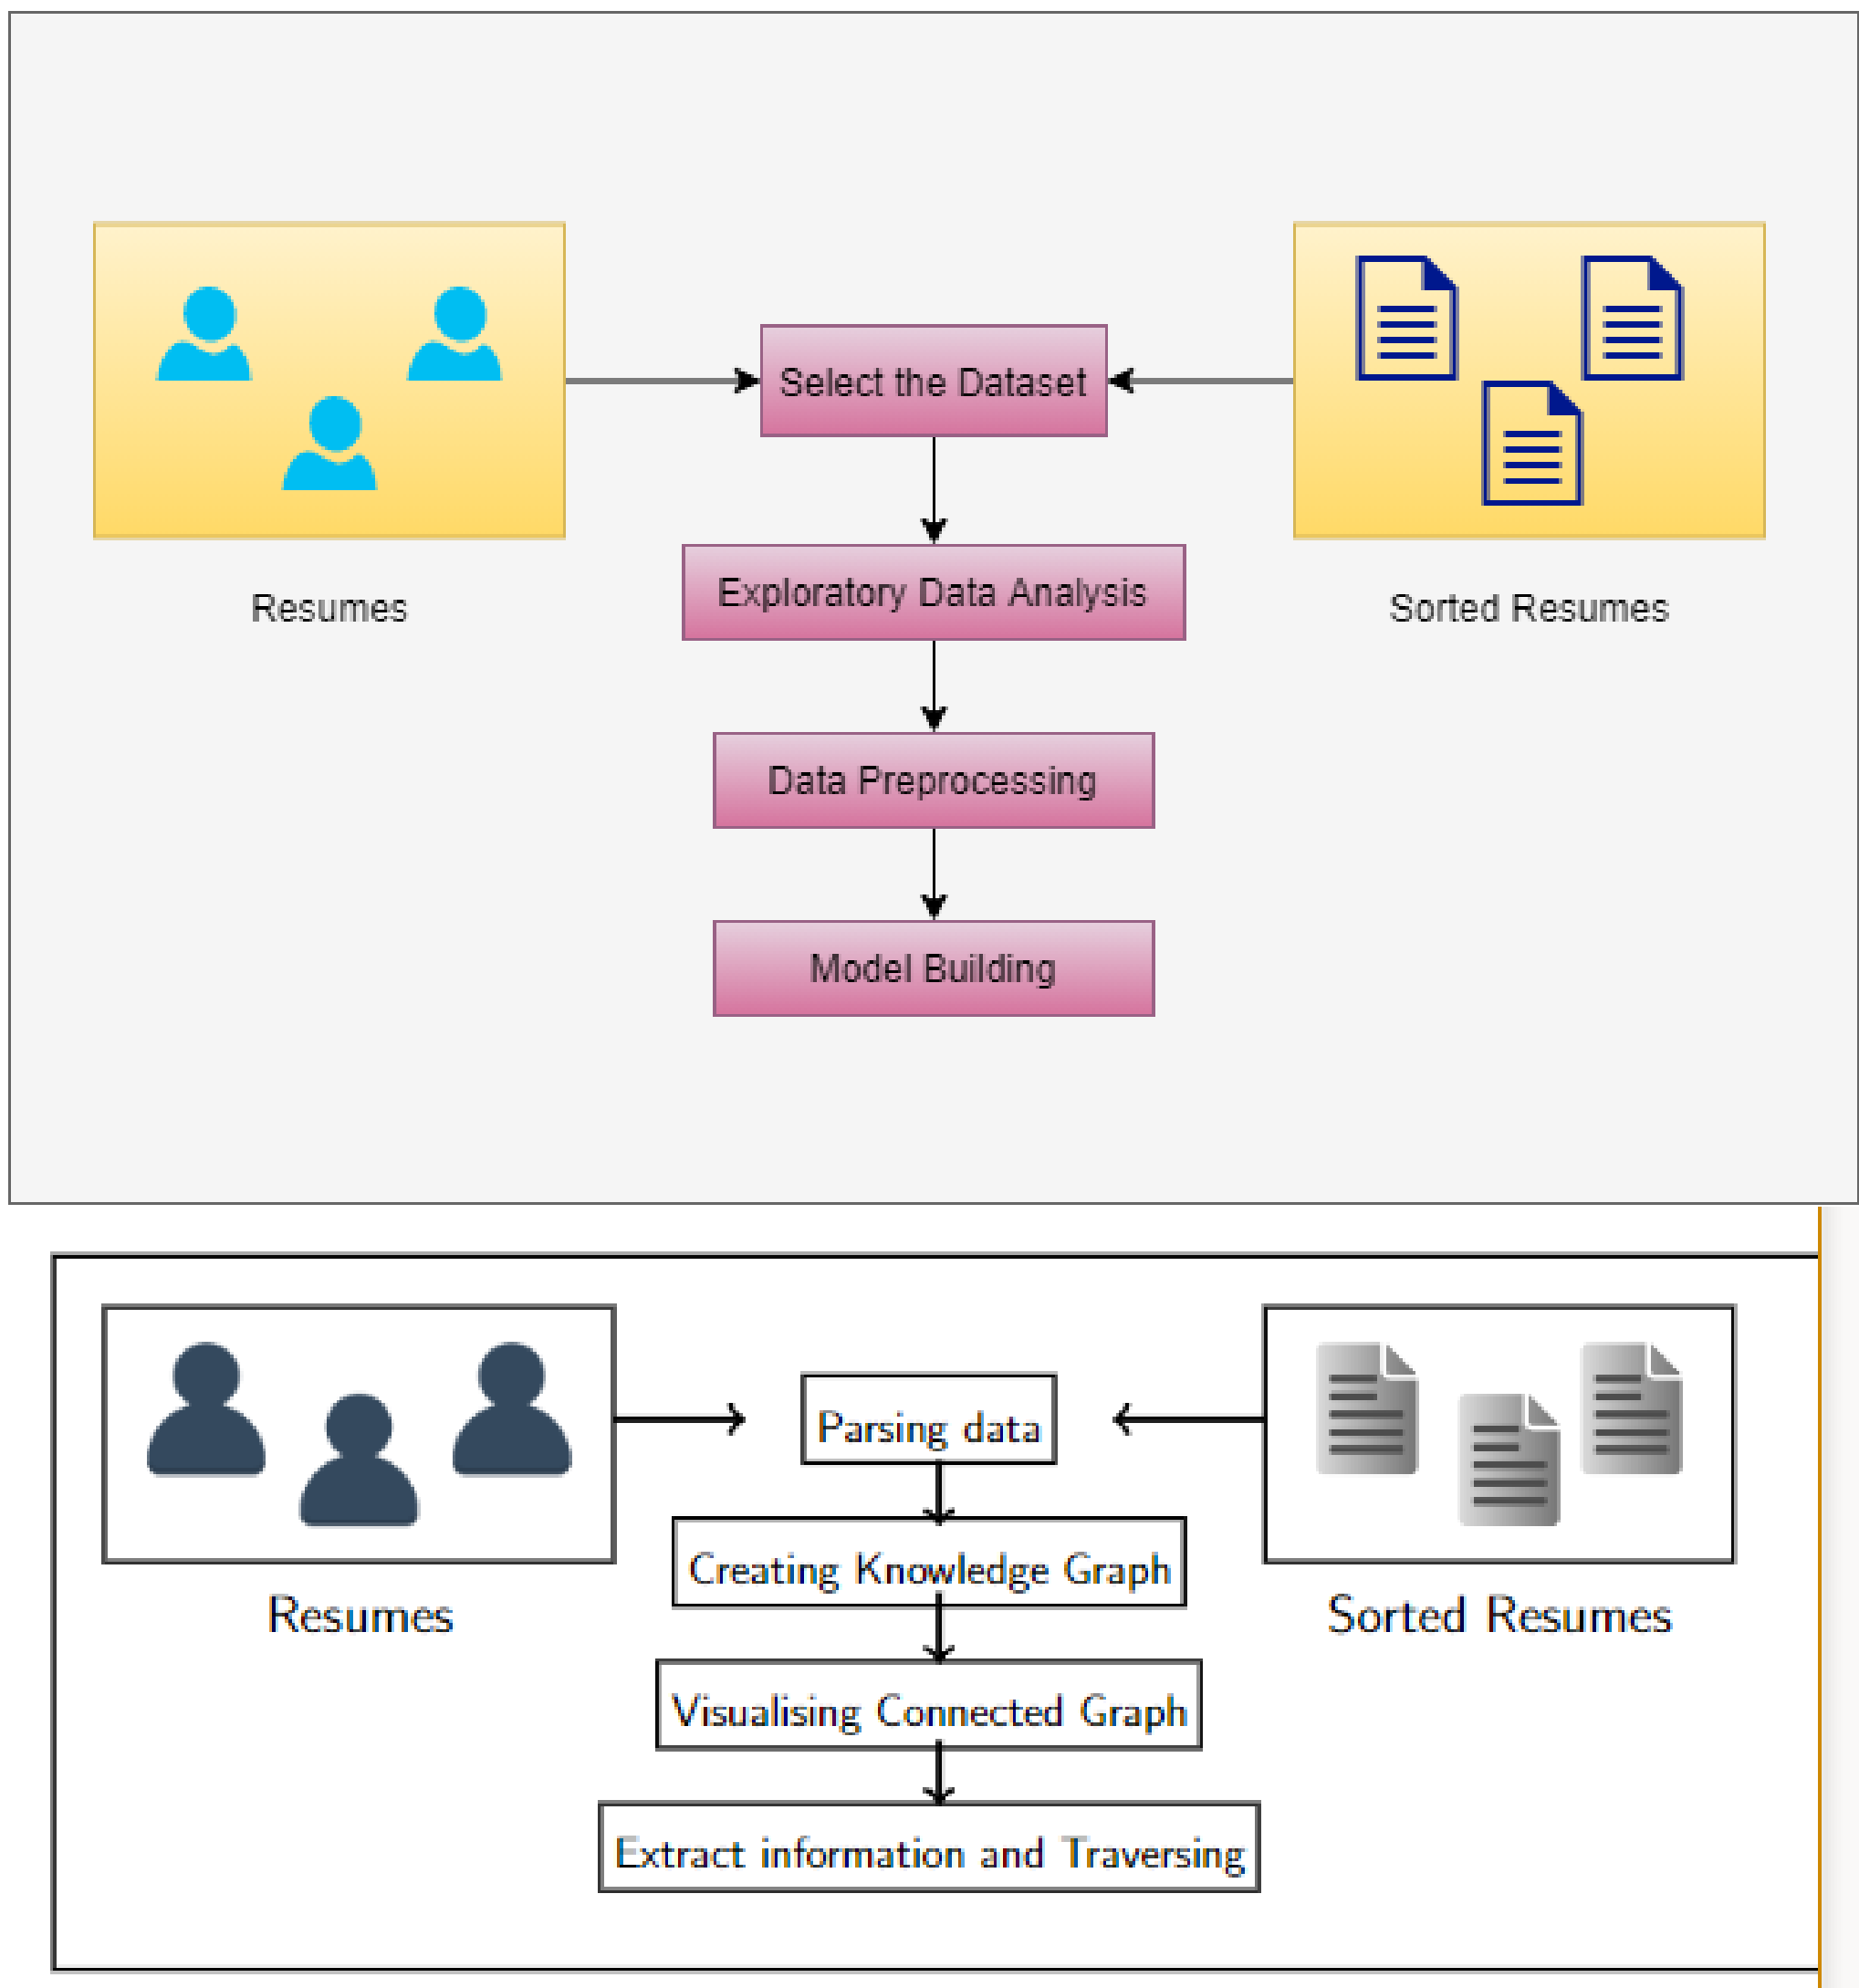 Select the Dataset
Exploratory Data Analysis
Resumes
Sorted Resumes
Data Preprocessing
Model Building
Parsing data
Creating Knowledge Graph
Resumes
Sorted Resumes
Visualising Connected Graph
Extract information and Traversing